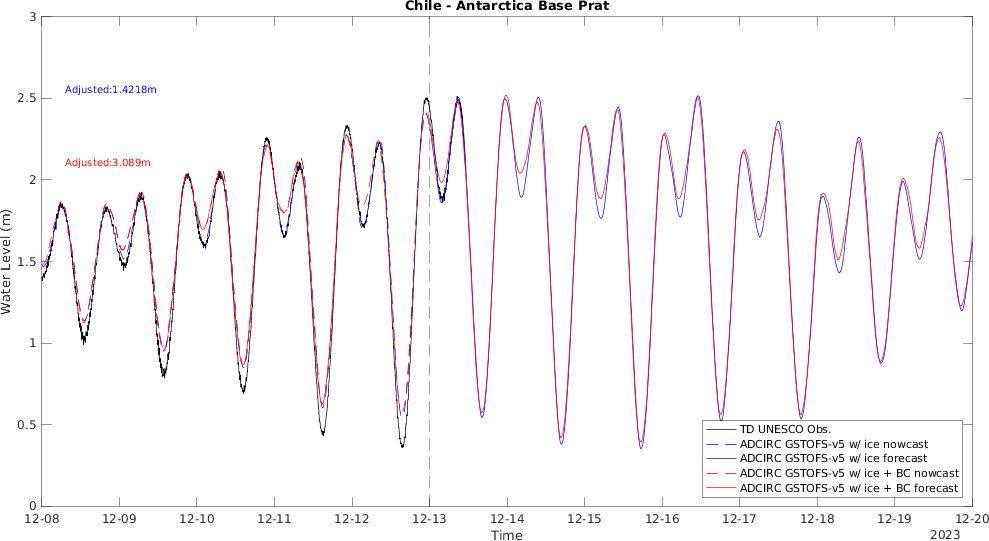 Chile - Antarctica Base Prat
3
2.5
2
1.5
1
0.5
0
Water Level (m)
Adjusted:1.4218m
Adjusted:3.089m
TD UNESCO Obs.
ADCIRC GSTOFS-v5 w/ ice nowcast
ADCIRC GSTOFS-v5 w/ ice forecast
ADCIRC GSTOFS-v5 w/ ice + BC nowcast
ADCIRC GSTOFS-v5 w/ ice + BC forecast
12-08 12-09 12-10 12-11 12-12 12-13 12-14 12-15 12-16 12-17 12-18 12-19 12-20
Time
2023